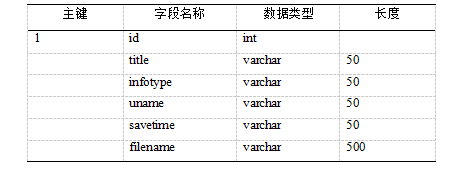 主键 字段名称 数据类型 长度
1 id int
title varchar 50
infotype varchar 50
uname varchar 50
savetime varchar 50
filename varchar 500